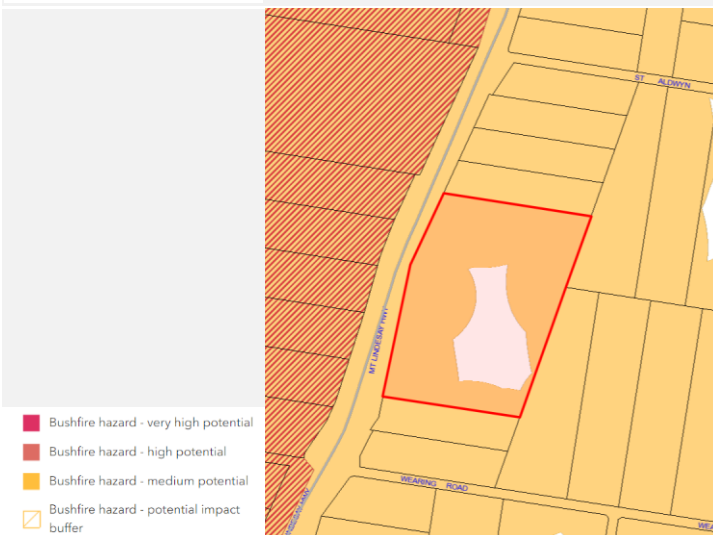 ST ALDWYN
MT LINDESAY HWY
Bushfire hazard - very high potential
Bushfire hazard - high potential
Bushfire hazard - medium potential
Bushfire hazard - potential impact
buffer
WEARING ROAD